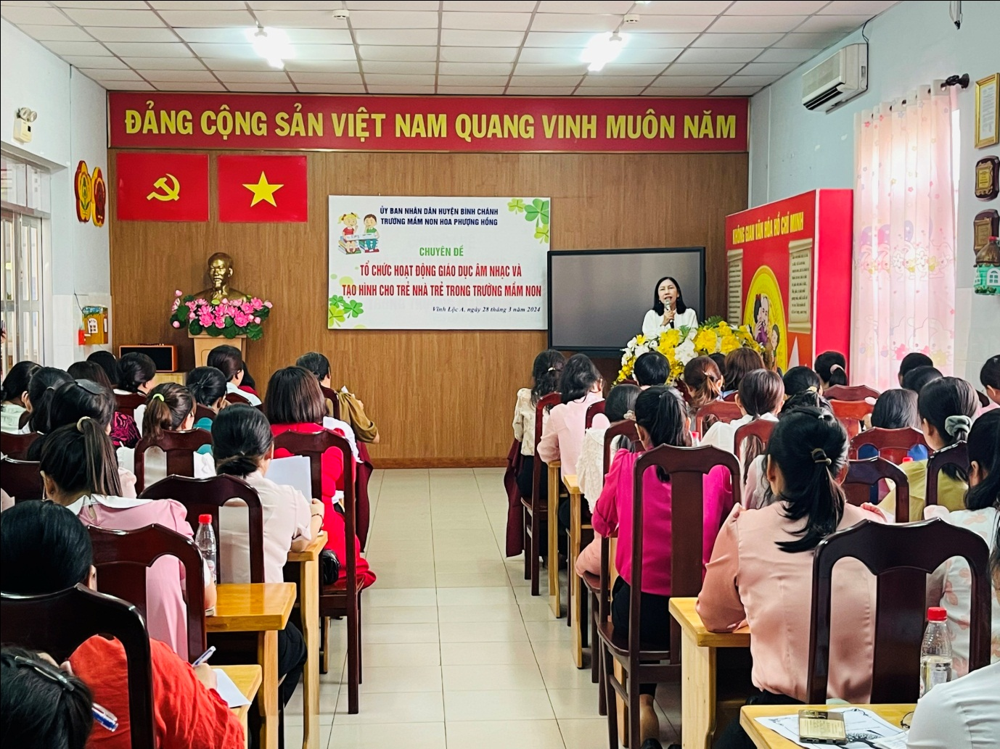 ĐẢNG CỘNG SẢN VIỆT NAM QUANG VINH MUÔN NĂM
ỦY BAN NHÂN DÂN HUYỆN BÌNH CHÁNH
TRƯỜNG MẦM NON HOA PHƯỢNG HỒNG
CHUYÊN ĐỀ
TỔ CHỨC HOẠT ĐỘNG GIÁO DỤC ÂM NHẠC VÀ
TẠO HÌNH CHO TRẺ NHÀ TRẺ TRONG TRƯỜNG MẦM NON
Vĩnh Lộc A, ngày 28 tháng 3 năm 2024
KHÔNG GIAN VĂN HÓA HỒ CHÍ MINH